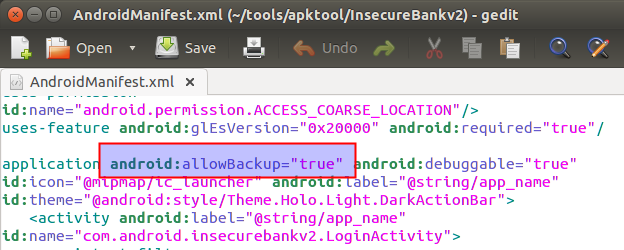 AndroidManifest.xml (~/tools/apktool/InsecureBankv2) - gedit
Open Save Undo
AndroidManifest.xml ×
id:name="android.permission.ACCESS_COARSE_LOCATION"/>
uses-feature android:glEsVersion="0x20000" android:required="true"/
application android:allowBackup="true" android:debuggable="true"
id:icon="@mipmap/ic_launcher" android:label="@string/app_name"
id:theme="@android:style/Theme.Holo.Light.DarkActionBar">
<activity android:label="@string/app_name"
id:name="com.android.insecurebankv2.LoginActivity">